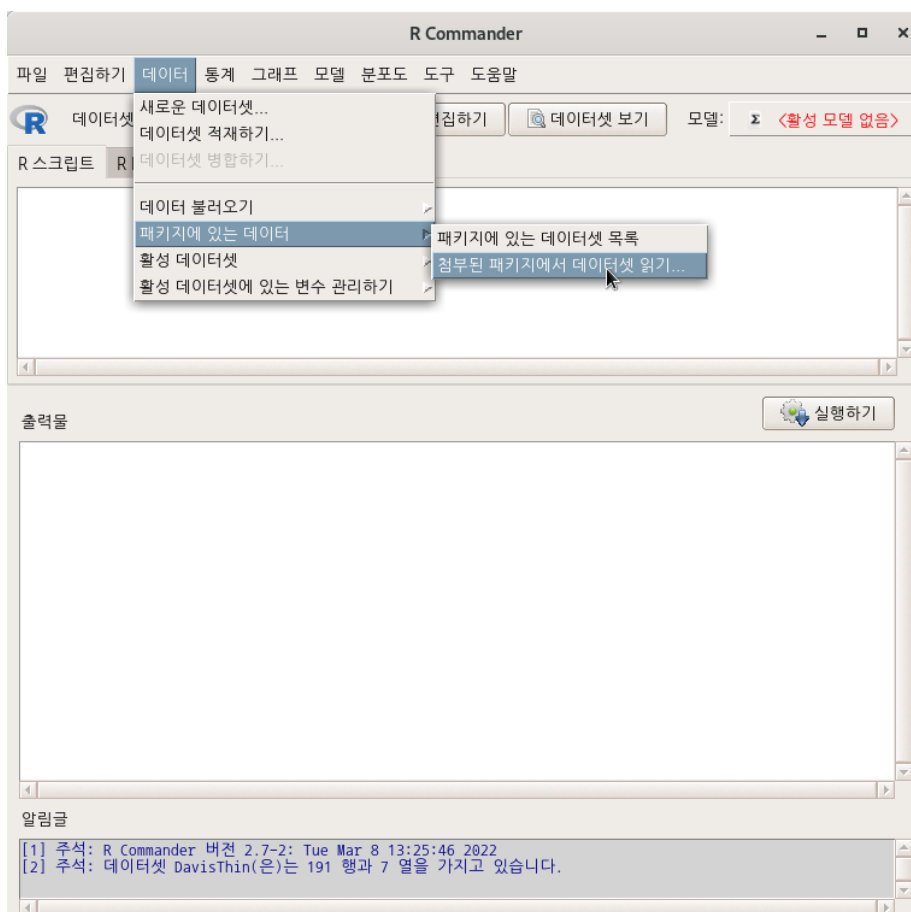 R Commander
파일 편집하기 데이터 통계 그래프 모델 분포도 도구 도움말
데이터셋 편집하기 데이터셋 보기 모델: Σ <활성 모델 없음>
R 스크립트 R
새로운 데이터셋...
데이터셋 적재하기...
데이터셋 병합하기...
데이터 불러오기
패키지에 있는 데이터
활성 데이터셋
활성 데이터셋에 있는 변수 관리하기
패키지에 있는 데이터셋 목록
첨부된 패키지에서 데이터셋 읽기...
출력물
실행하기
알림글
[1] 주석: R Commander 버전 2.7-2: Tue Mar 8 13:25:46 2022
[2] 주석: 데이터셋 DavisThin(은)는 191 행과 7 열을 가지고 있습니다.